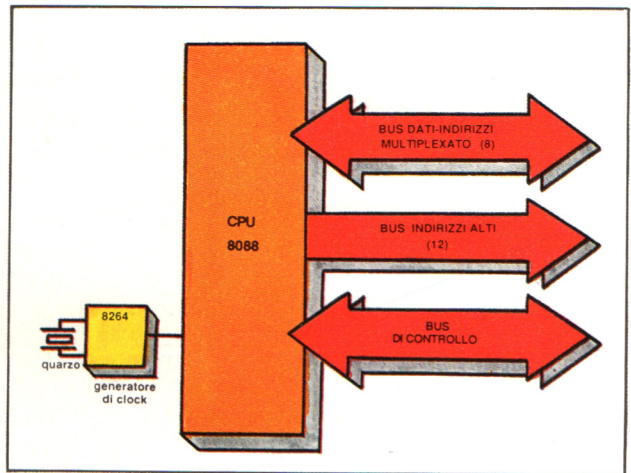 BUS DATI-INDIRIZZI
MULTIPLEXATO (8)
CPU
8088
BUS INDIRIZZI ALTI
(12)
8264
BUS
DI CONTROLLO
quarzo
generatore
di clock